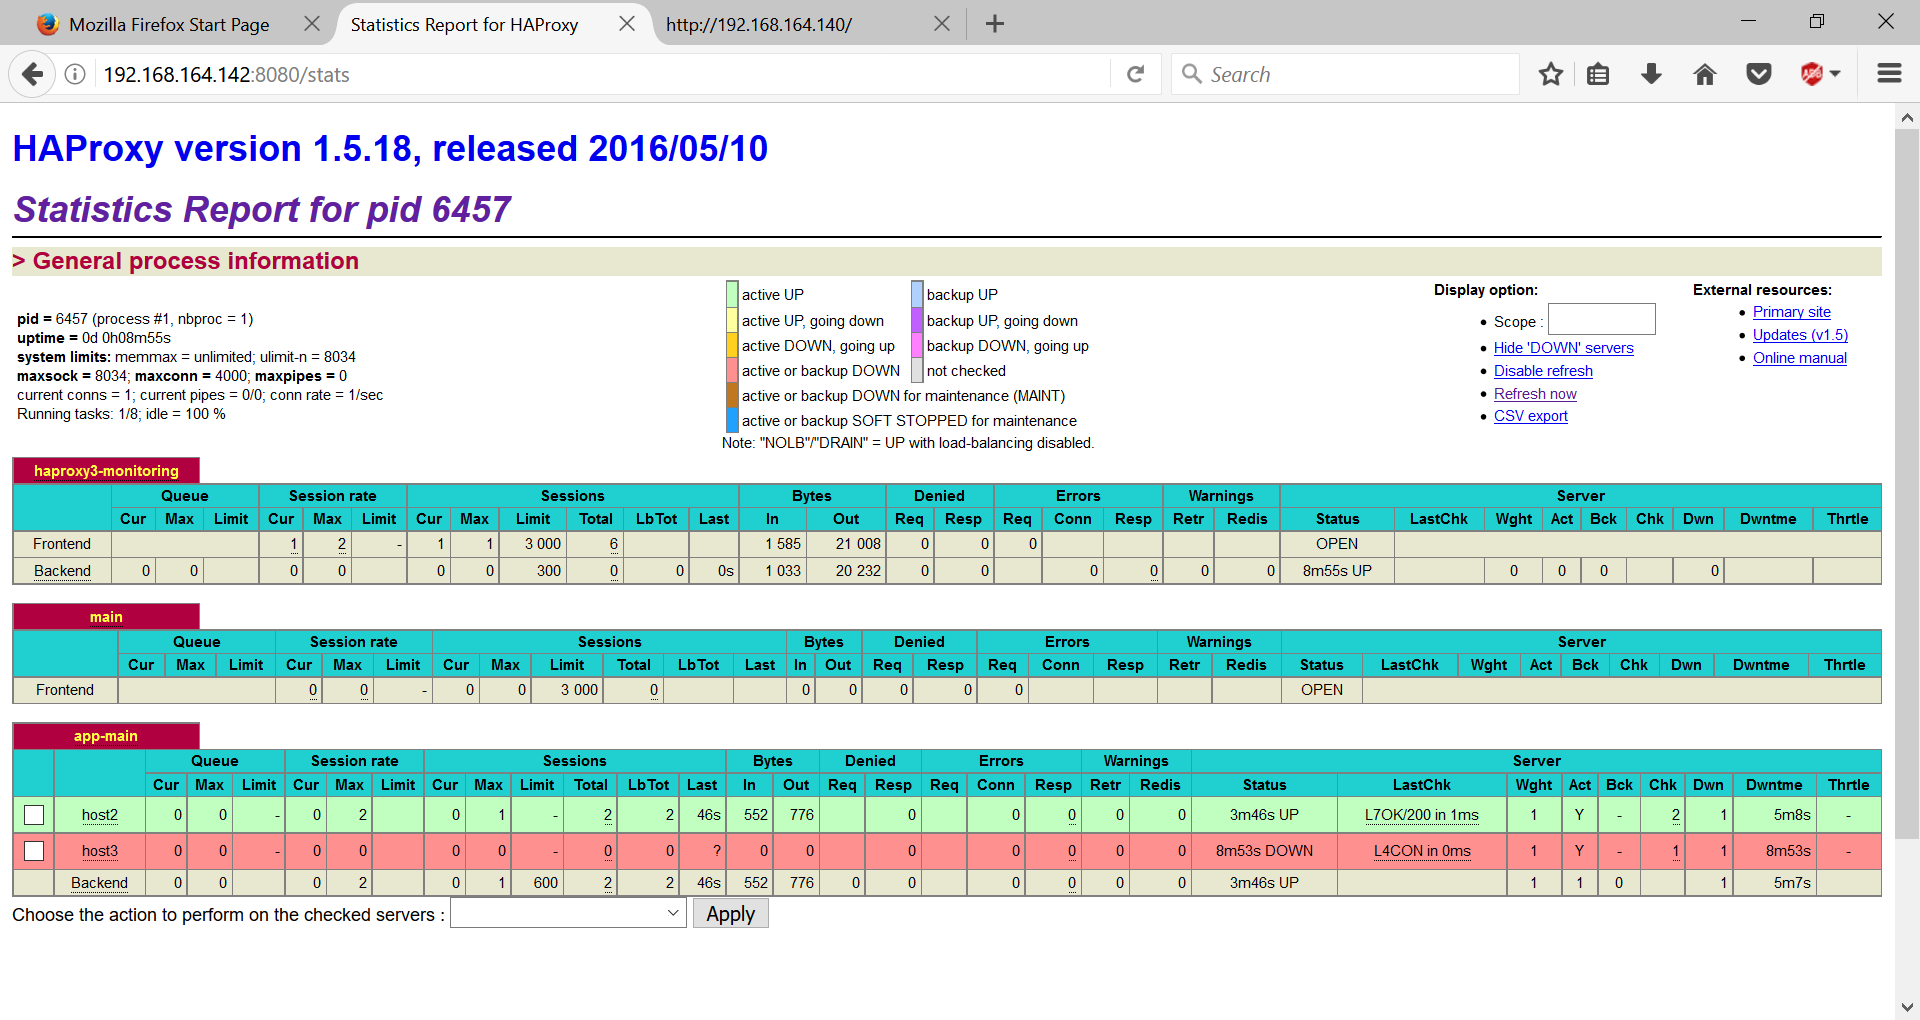 Mozilla Firefox Start Page
Statistics Report for HAProxy
http://192.168.164.140/
192.168.164.142:8080/stats
Search
ABP
HAProxy version 1.5.18, released 2016/05/10
Statistics Report for pid 6457
> General process information
pid = 6457 (process #1, nbproc = 1)
uptime = 0d 0h08m55s
system limits: memmax = unlimited; ulimit-n = 8034
maxsock = 8034; maxconn = 4000; maxpipes = 0
current conns = 1; current pipes = 0/0; conn rate = 1/sec
Running tasks: 1/8; idle = 100 %
active UP
backup UP
active UP, going down
backup UP, going down
active DOWN, going up
backup DOWN, going up
active or backup DOWN
not checked
active or backup DOWN for maintenance (MAINT)
active or backup SOFT STOPPED for maintenance
Note: "NOLB"/"DRAIN" = UP with load-balancing disabled.
Display option:
Scope :
Hide 'DOWN' servers
Disable refresh
Refresh now
CSV export
External resources:
Primary site
Updates (v1.5)
Online manual
haproxy3-monitoring
Queue Session rate Sessions Bytes Denied Errors Warnings Server
Cur Max Limit Cur Max Limit Cur Max Limit Total LbTot Last In Out Req Resp Req Conn Resp Retr Redis Status LastChk Wght Act Bck Chk Dwn Dwntme Thrtle
Frontend 1 2 - 1 1 3 000 6 1 585 21 008 0 0 0 OPEN
Backend 0 0 0 0 0 0 300 0 0 0s 1 033 20 232 0 0 0 0 0 0 8m55s UP 0 0 0 0
main
Queue Session rate Sessions Bytes Denied Errors Warnings Server
Cur Max Limit Cur Max Limit Cur Max Limit Total LbTot Last In Out Req Resp Req Conn Resp Retr Redis Status LastChk Wght Act Bck Chk Dwn Dwntme Thrtle
Frontend 0 0 - 0 0 3 000 0 0 0 0 0 0 OPEN
app-main
Queue Session rate Sessions Bytes Denied Errors Warnings Server
Cur Max Limit Cur Max Limit Cur Max Limit Total LbTot Last In Out Req Resp Req Conn Resp Retr Redis Status LastChk Wght Act Bck Chk Dwn Dwntme Thrtle
host2 0 0 - 0 2 0 1 - 2 2 46s 552 776 0 0 0 0 0 3m46s UP L7OK/200 in 1ms 1 Y - 2 1 5m8s -
host3 0 0 - 0 0 0 0 - 0 0 ? 0 0 0 0 0 0 0 8m53s DOWN L4CON in 0ms 1 Y - 1 1 8m53s -
Backend 0 0 0 2 0 1 600 2 2 46s 552 776 0 0 0 0 0 0 3m46s UP 1 1 0 1 5m7s
Choose the action to perform on the checked servers :
Apply